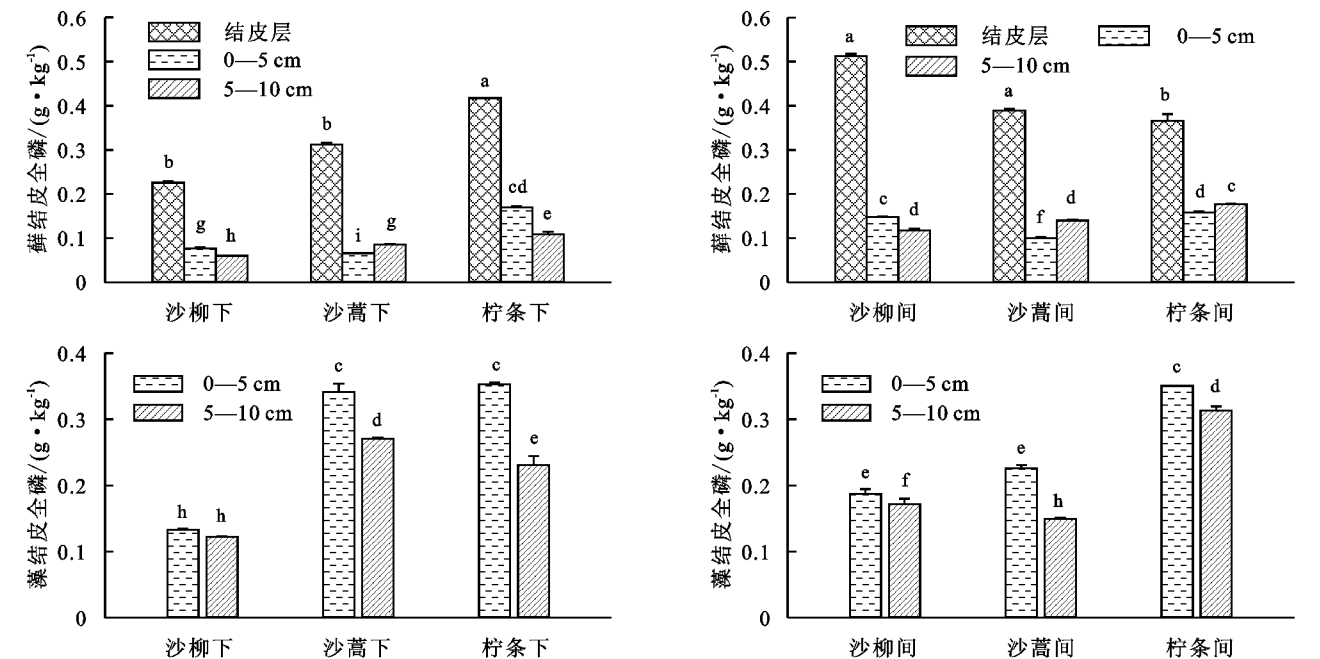 藓结皮全磷/(g·kg⁻¹)
0.6
0.5
0.4
0.3
0.2
0.1
0
结皮层
0—5 cm
5—10 cm
b
g
h
b
i
g
a
cd
e
沙柳下
沙蒿下
柠条下
藓结皮全磷/(g·kg⁻¹)
0.6
0.5
0.4
0.3
0.2
0.1
0
结皮层
0—5 cm
5—10 cm
a
c
d
a
f
d
b
d
c
沙柳间
沙蒿间
柠条间
藻结皮全磷/(g·kg⁻¹)
0.4
0.3
0.2
0.1
0
0—5 cm
5—10 cm
h
h
c
d
c
e
沙柳下
沙蒿下
柠条下
藻结皮全磷/(g·kg⁻¹)
0.4
0.3
0.2
0.1
0
0—5 cm
5—10 cm
e
f
e
h
c
d
沙柳间
沙蒿间
柠条间